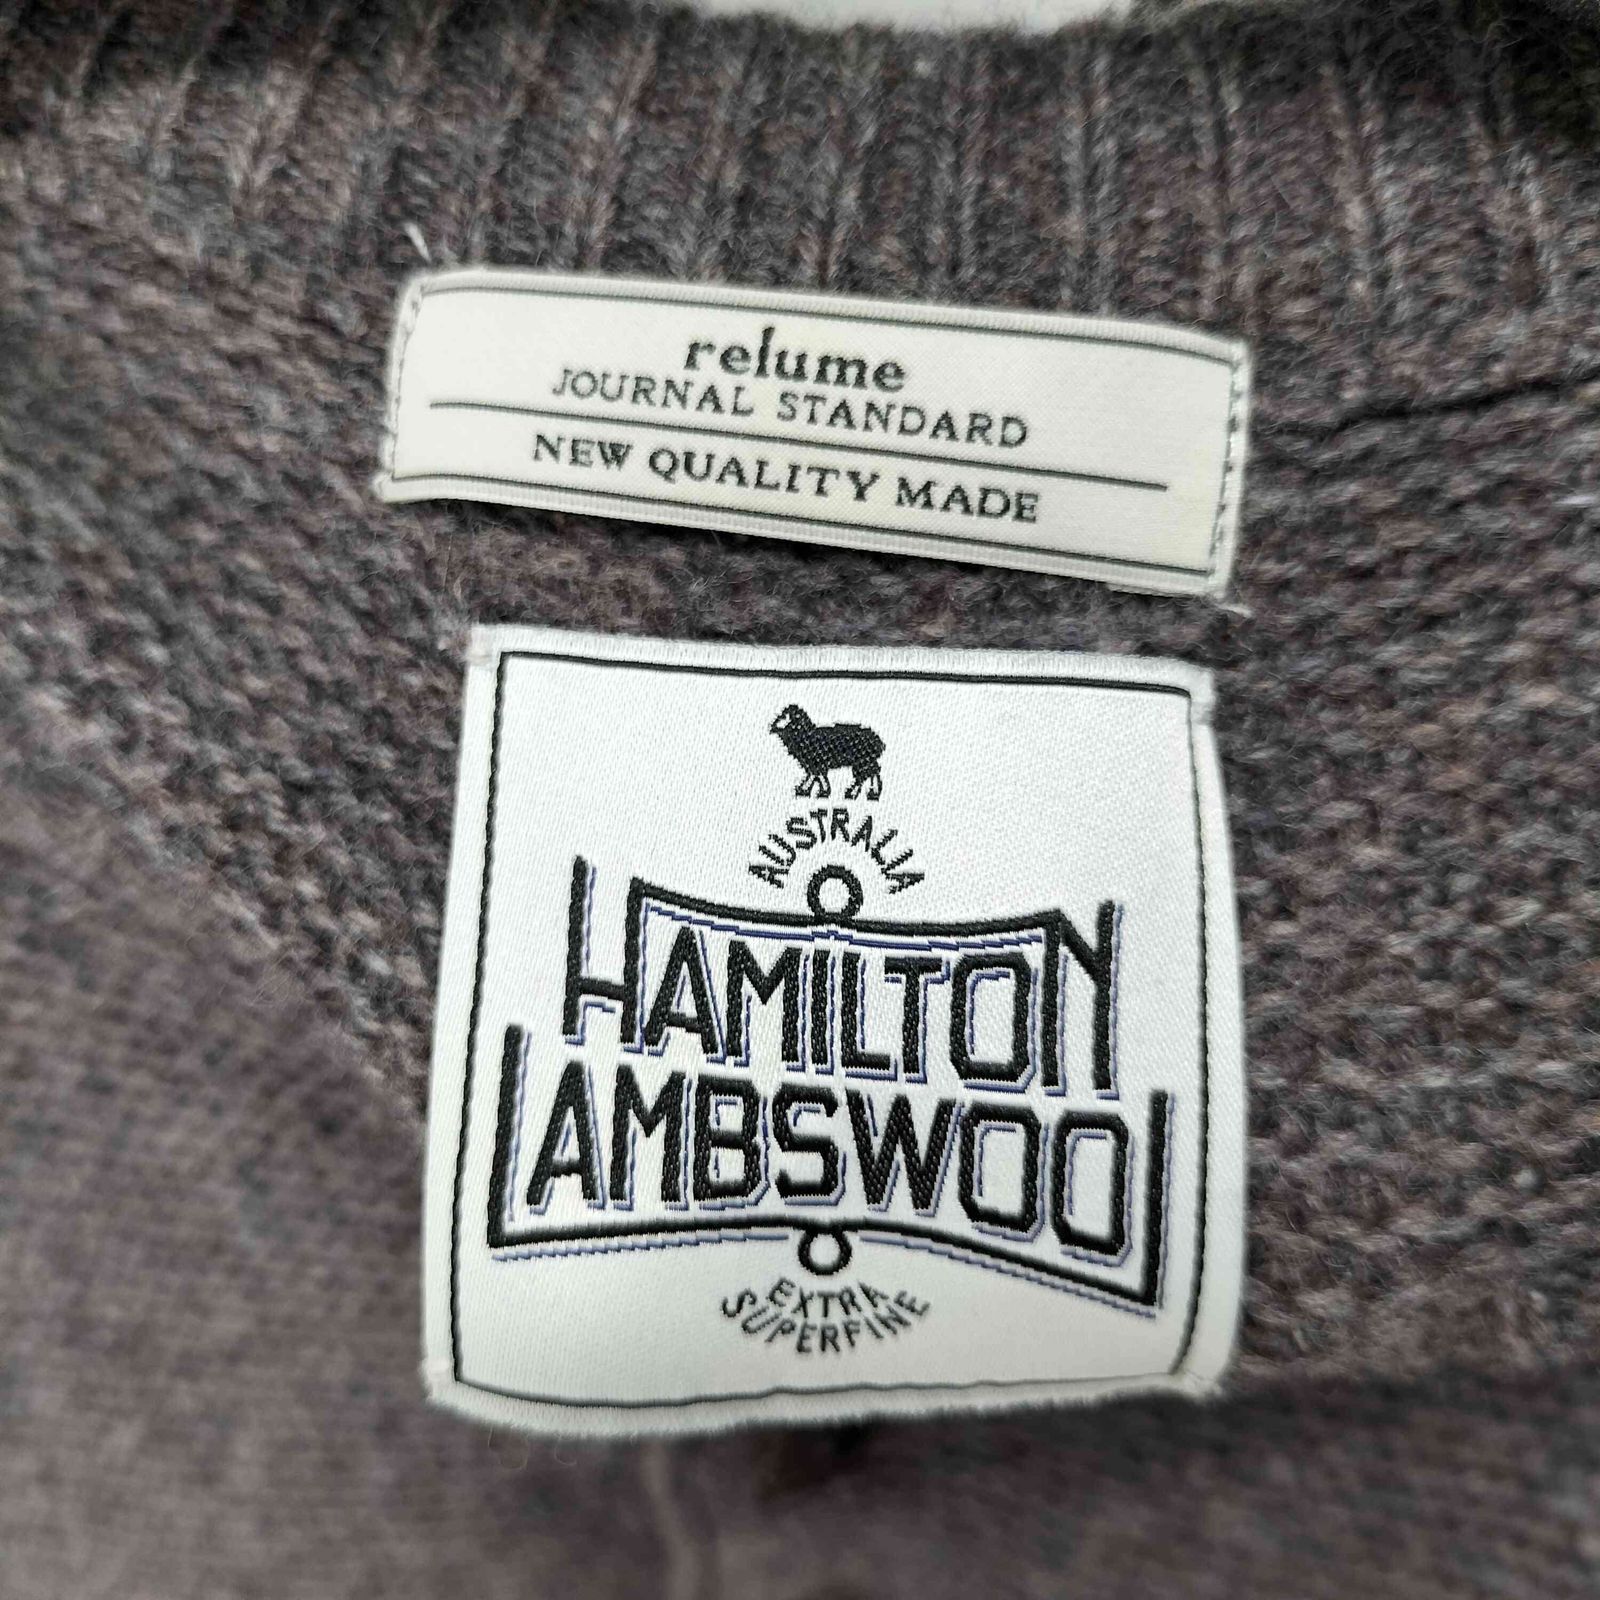 relume
JOURNAL STANDARD
NEW QUALITY MADE
AUSTRALIA
HAMILTON
LAMBSWOOL
EXTRA
SUPERFINE